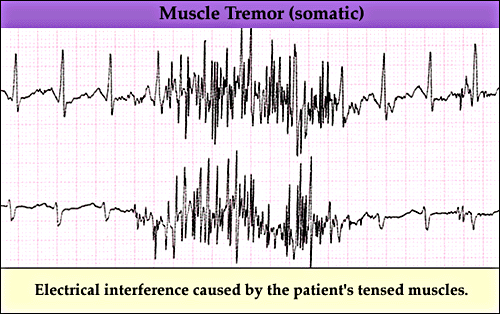 Muscle Tremor (somatic)
Electrical interference caused by the patient's tensed muscles.